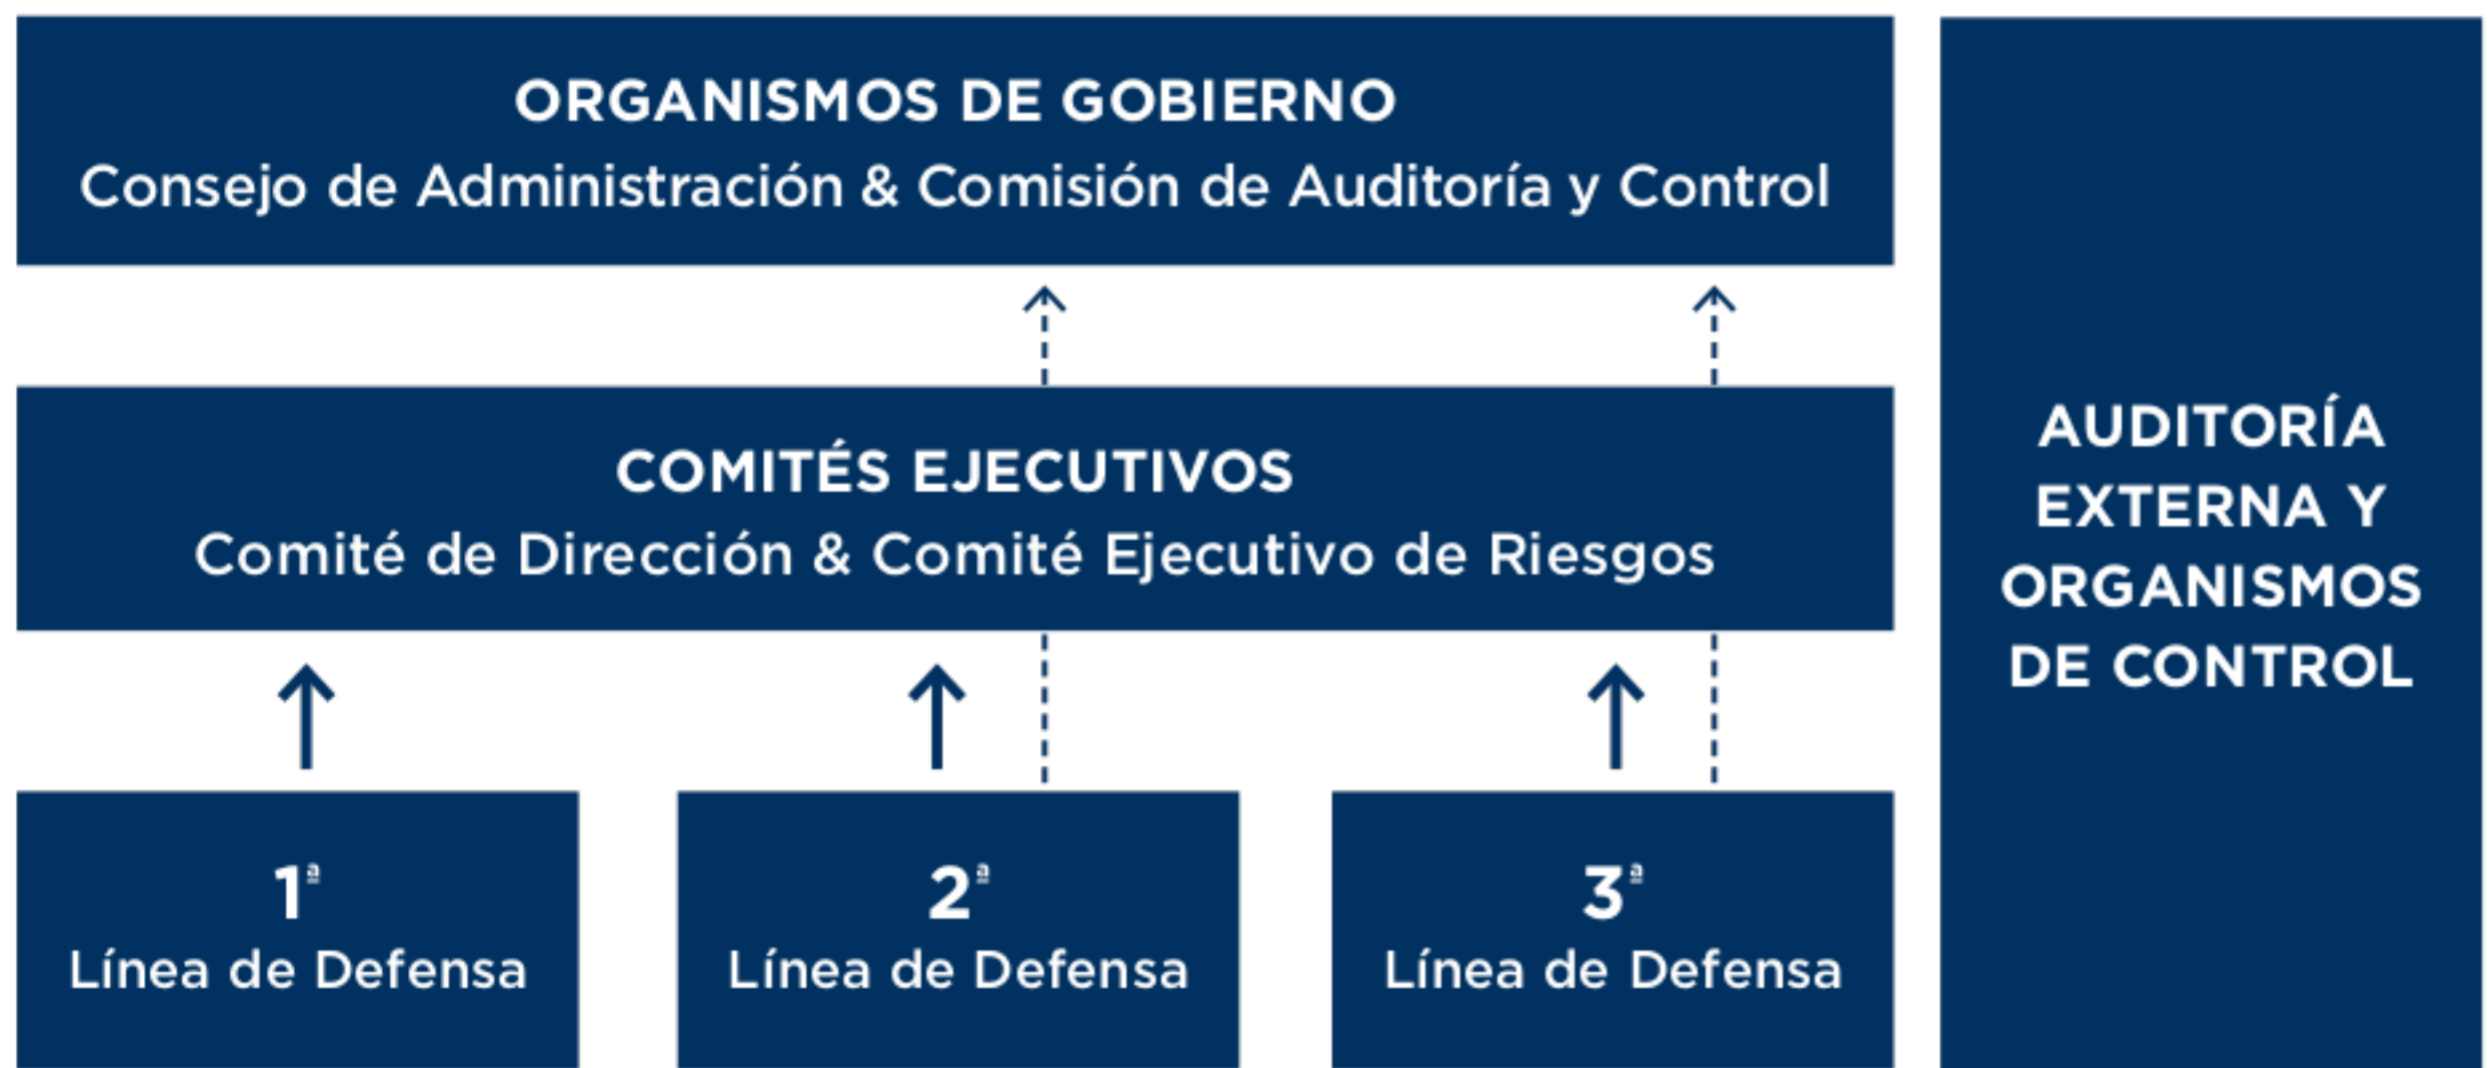 ORGANISMOS DE GOBIERNO
Consejo de Administración & Comisión de Auditoría y Control
COMITÉS EJECUTIVOS
Comité de Dirección & Comité Ejecutivo de Riesgos
1ª
Línea de Defensa
2ª
Línea de Defensa
3ª
Línea de Defensa
AUDITORÍA
EXTERNA Y
ORGANISMOS
DE CONTROL